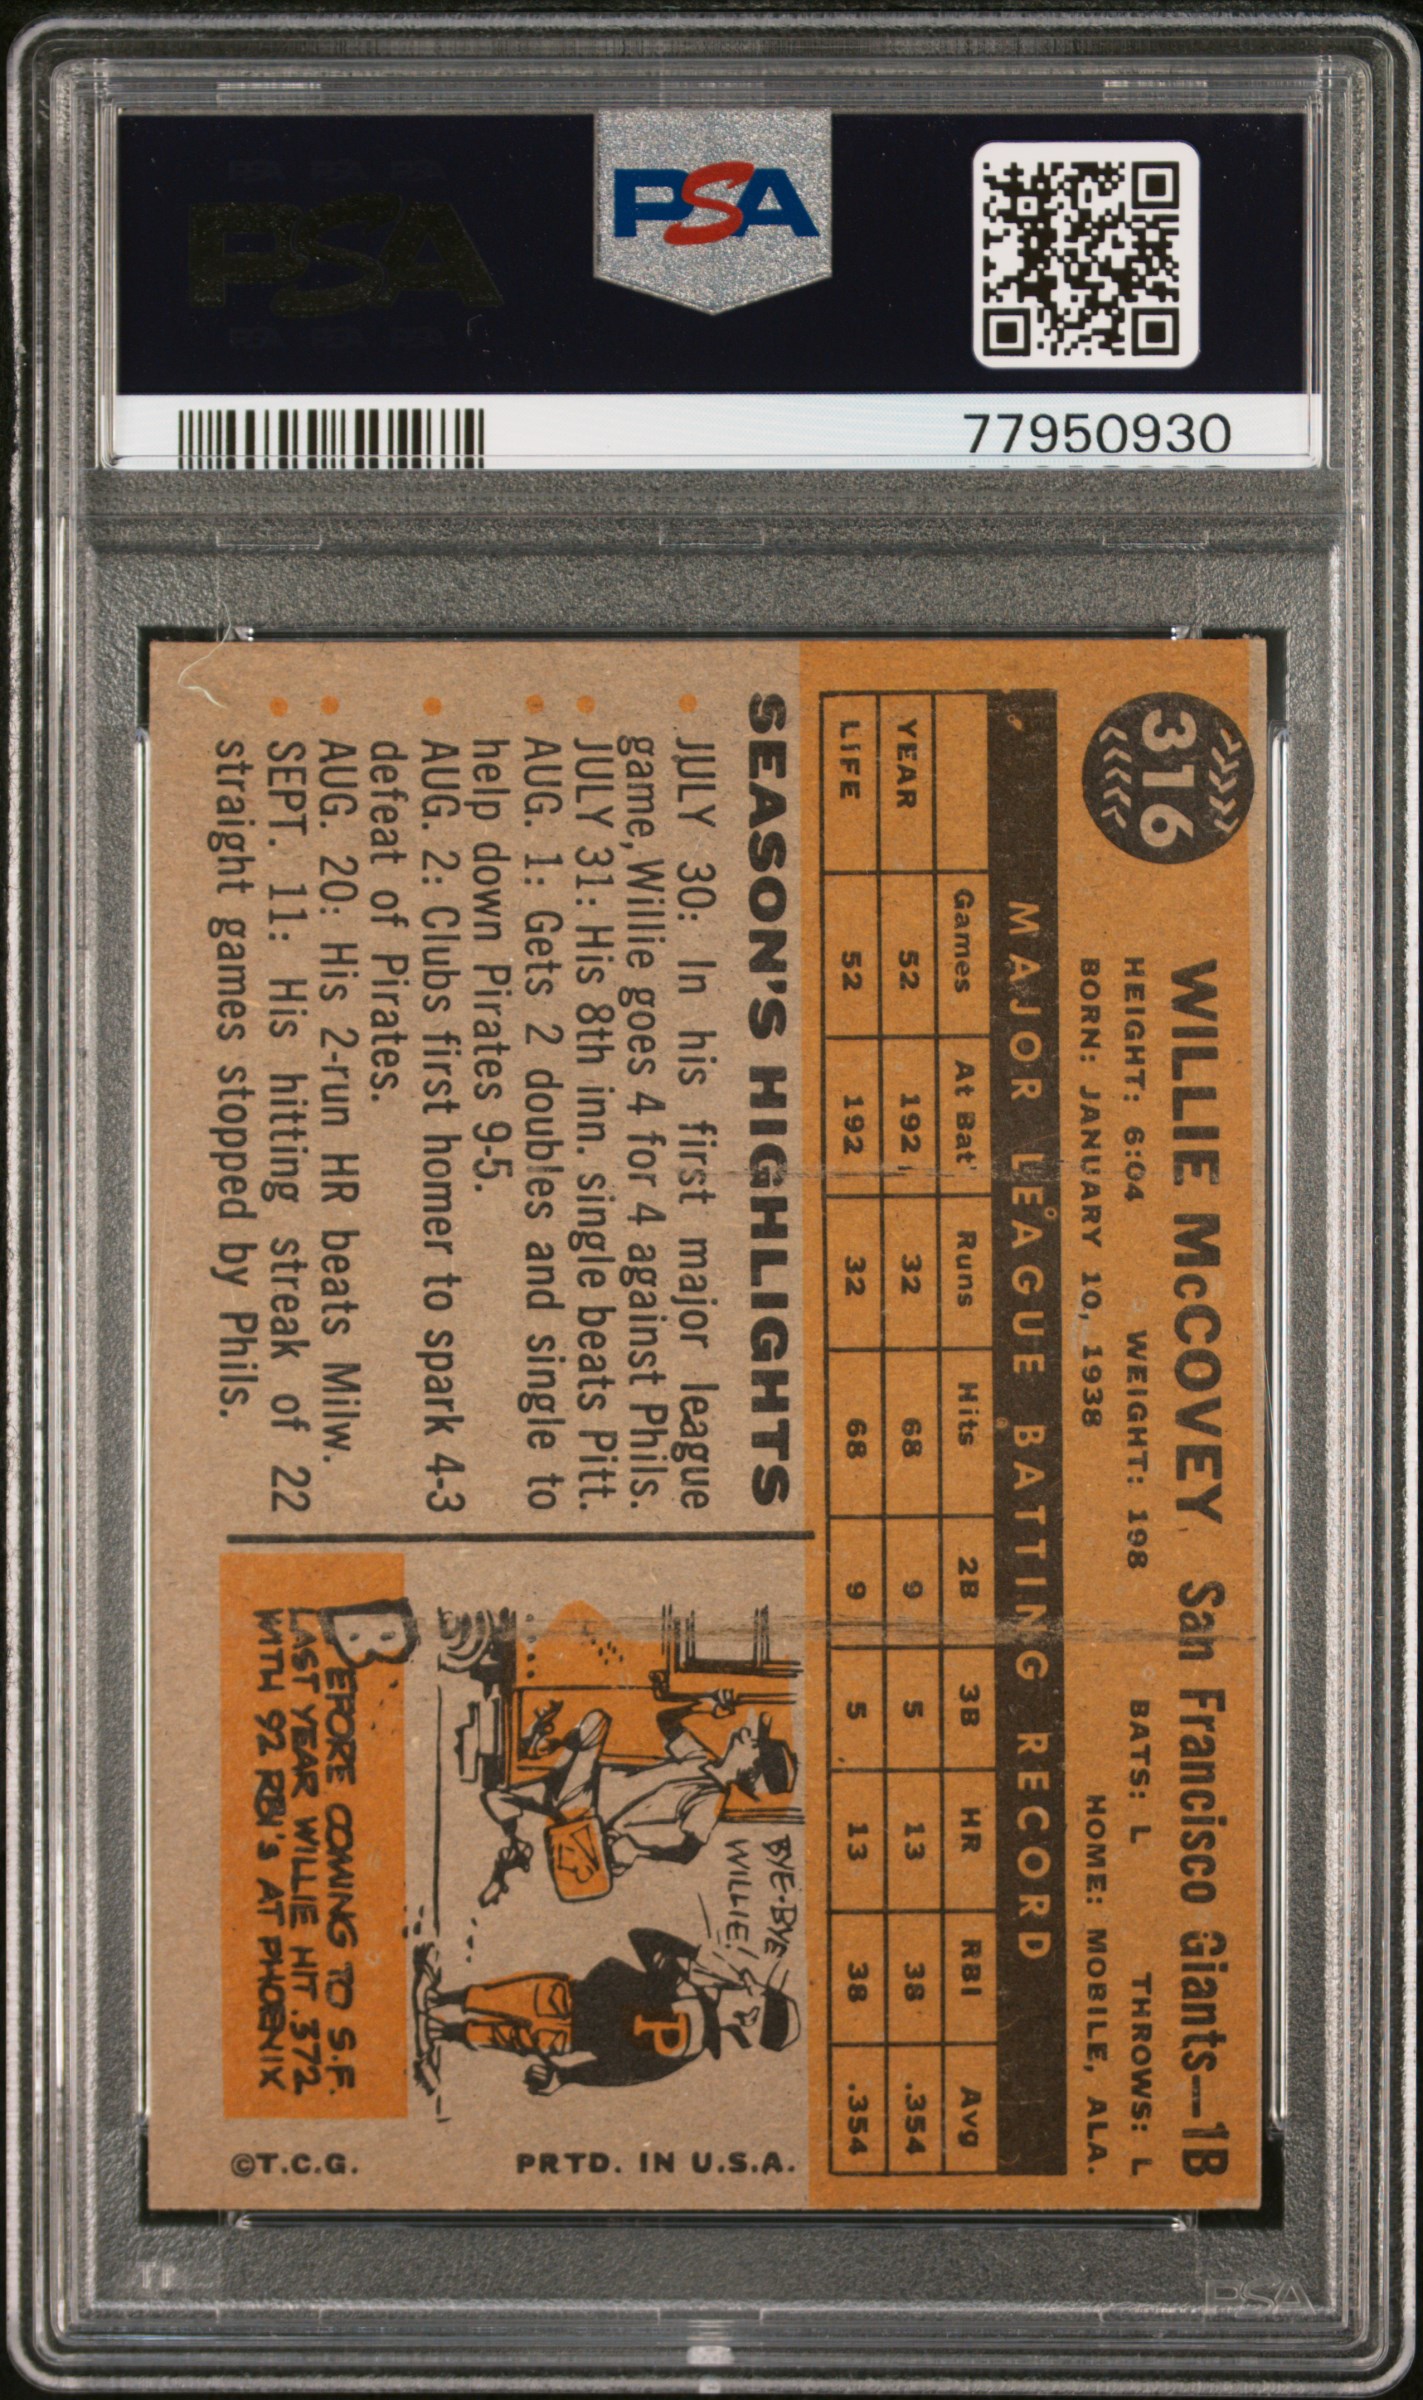 PSA
PSA
77950930
316
WILLIE McCOVEY San Francisco Giants—1B
HEIGHT: 6:04 WEIGHT: 198 BATS: L THROWS: L
BORN: JANUARY 10, 1938 HOME: MOBILE, ALA.
MAJOR LEAGUE BATTING RECORD
Games At Bat Runs Hits 2B 3B HR RBI Avg
YEAR 52 192 32 68 9 5 13 38 .354
LIFE 52 192 32 68 9 5 13 38 .354
SEASON'S HIGHLIGHTS
• JULY 30: In his first major league
game, Willie goes 4 for 4 against Phils.
• JULY 31: His 8th inn. single beats Pitt.
• AUG. 1: Gets 2 doubles and single to
help down Pirates 9-5.
• AUG. 2: Clubs first homer to spark 4-3
defeat of Pirates.
• AUG. 20: His 2-run HR beats Milw.
• SEPT. 11: His hitting streak of 22
straight games stopped by Phils.
BYE-BYE
WILLIE!
P
BEFORE COMING TO S.F.
LAST YEAR WILLIE HIT .372
WITH 92 RBI'S AT PHOENIX
©T.C.G.
PRTD. IN U.S.A.
PSA